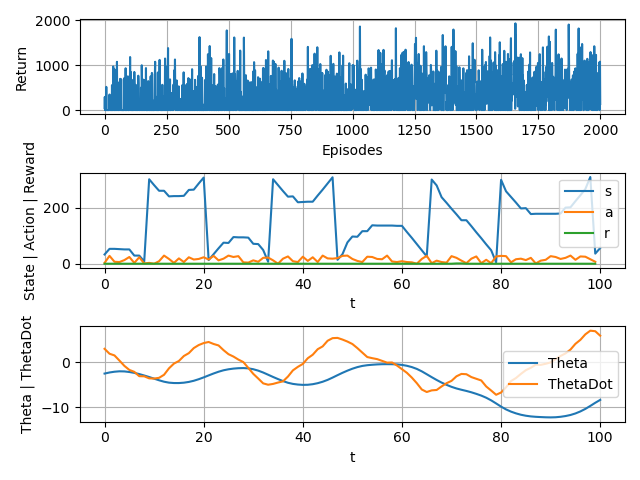 2000
1000
0
Return
0 250 500 750 1000 1250 1500 1750 2000
Episodes
State | Action | Reward
200
0
s
a
r
0 20 40 60 80 100
t
Theta | ThetaDot
0
−10
Theta
ThetaDot
0 20 40 60 80 100
t